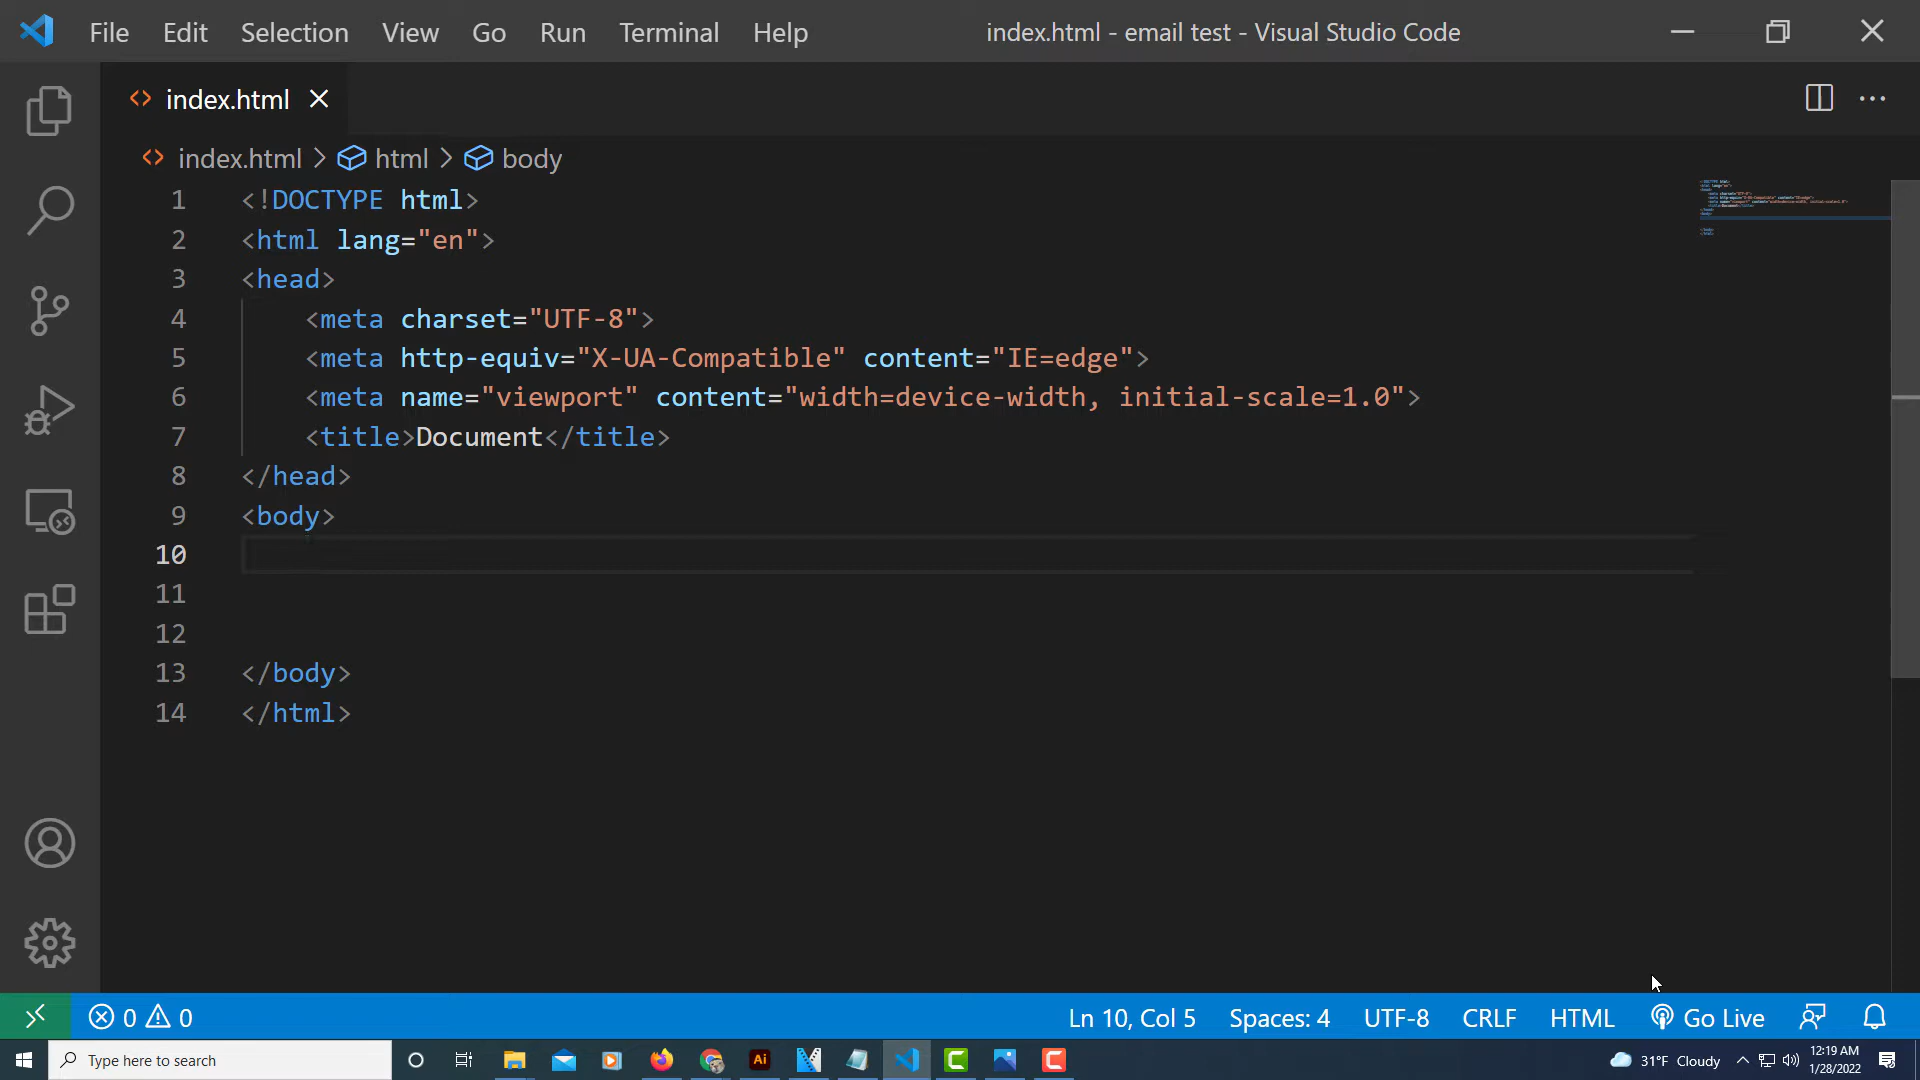 File Edit Selection View Go Run Terminal Help index.html - email test - Visual Studio Code
index.html
index.html > html > body
1 <!DOCTYPE html>
2 <html lang="en">
3 <head>
4 <meta charset="UTF-8">
5 <meta http-equiv="X-UA-Compatible" content="IE=edge">
6 <meta name="viewport" content="width=device-width, initial-scale=1.0">
7 <title>Document</title>
8 </head>
9 <body>
10
11
12
13 </body>
14 </html>
0 0 Ln 10, Col 5 Spaces: 4 UTF-8 CRLF HTML Go Live
Type here to search Ai 31°F Cloudy 12:19 AM
1/28/2022